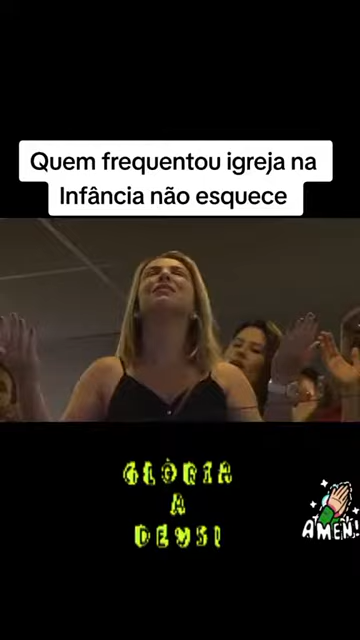 Quem frequentou igreja na
Infância não esquece
GLÓRIA
A
DEUS!
AMÉM!